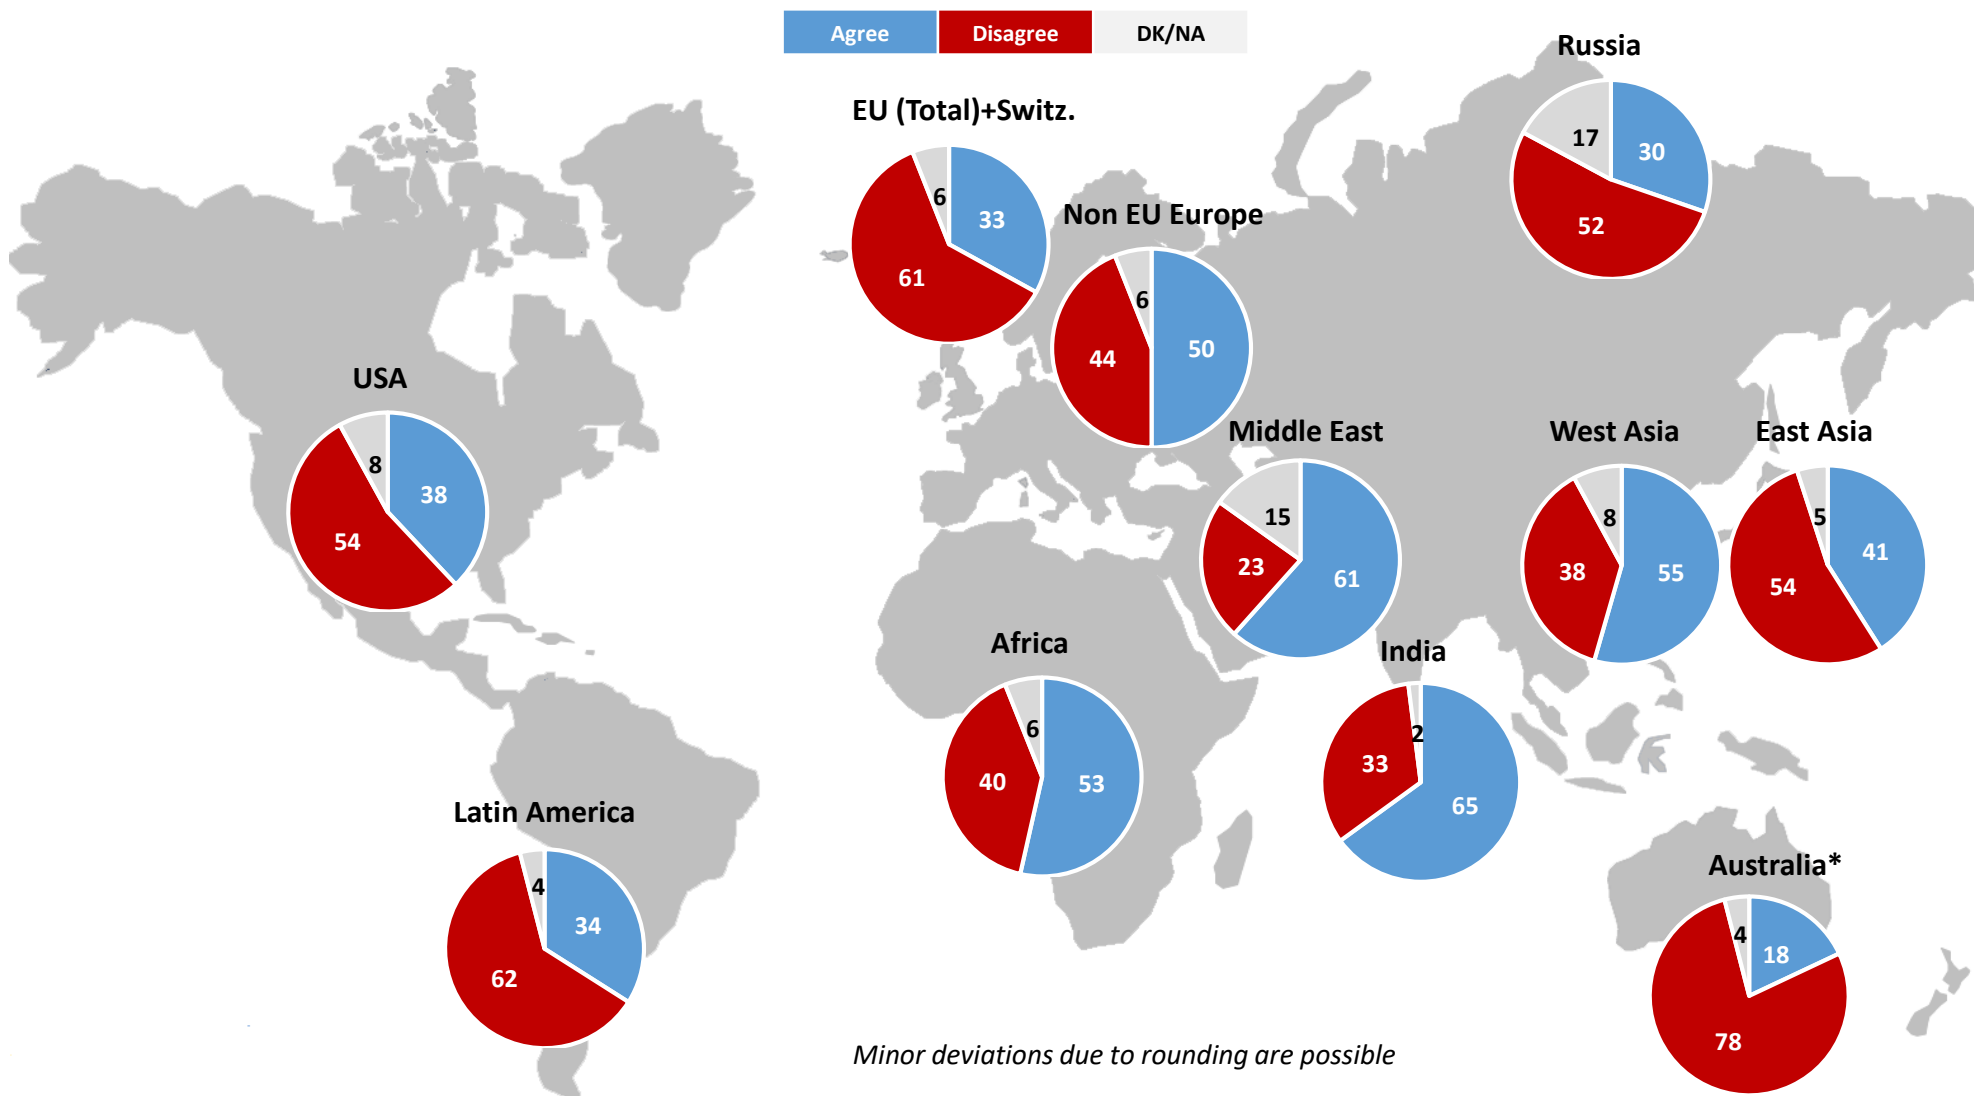 Agree Disagree DK/NA
Russia
17 30
52
EU (Total)+Switz.
6 33
61
Non EU Europe
6 50
44
USA
8 38
54
Middle East
15
23 61
West Asia
8
38 55
East Asia
5 41
54
Africa
6
40 53
India
2
33
65
Latin America
4 34
62
Australia*
4 18
78
Minor deviations due to rounding are possible